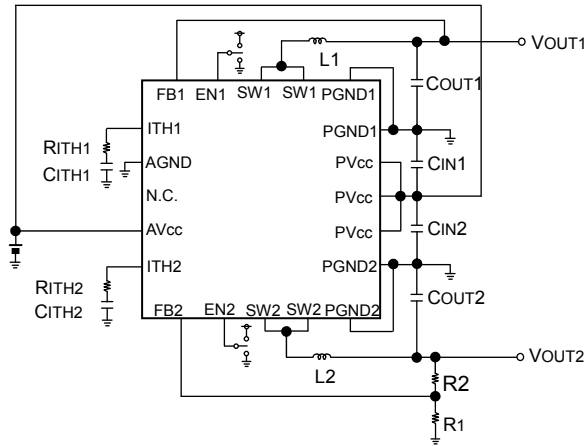 VOUT1
L1
FB1 EN1 SW1 SW1 PGND1
COUT1
ITH1
PGND1
RITH1
CITH1
AGND
PVcc
CIN1
N.C.
PVcc
AVcc
PVcc
CIN2
ITH2
PGND2
RITH2
CITH2
COUT2
FB2 EN2 SW2 SW2 PGND2
VOUT2
L2
R2
R1